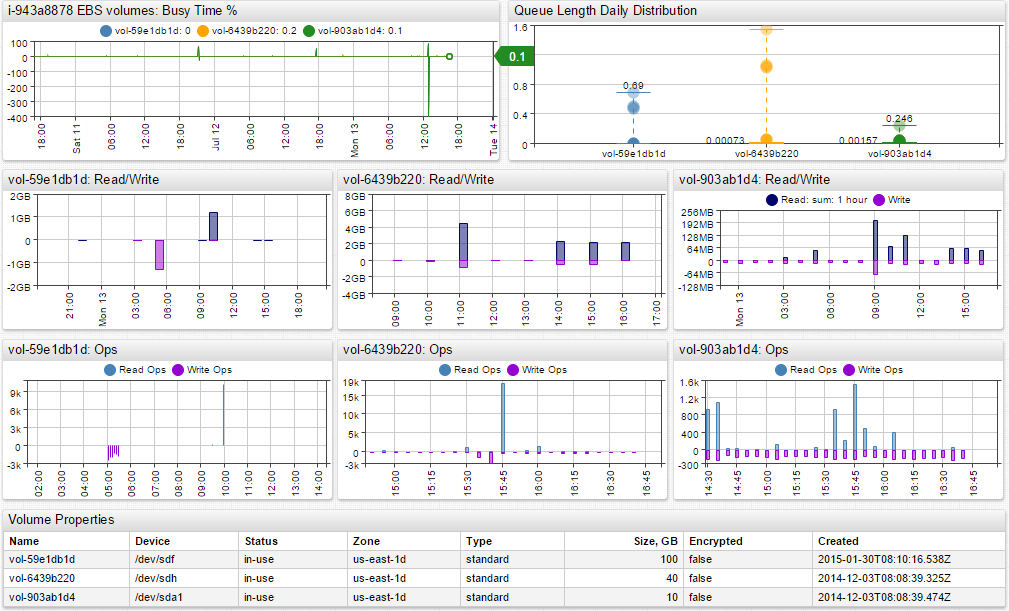 i-943a8878 EBS volumes: Busy Time %
vol-59e1db1d: 0 vol-6439b220: 0.2 vol-903ab1d4: 0.1
100
0
-100
-200
-300
-400
18:00 Sat 11 06:00 12:00 18:00 Jul 12 06:00 12:00 18:00 Mon 13 06:00 12:00 18:00 Tue 14
0.1
Queue Length Daily Distribution
1.6
0.8
0.4
0
0.69
0.00073
0.00157
0.246
vol-59e1db1d vol-6439b220 vol-903ab1d4
vol-59e1db1d: Read/Write
2GB
1GB
0
-1GB
-2GB
21:00 Mon 13 03:00 06:00 09:00 12:00 15:00 18:00
vol-6439b220: Read/Write
8GB
6GB
4GB
2GB
0
-2GB
-4GB
09:00 10:00 11:00 12:00 13:00 14:00 15:00 16:00 17:00
vol-903ab1d4: Read/Write
Read: sum: 1 hour Write
256MB
192MB
128MB
64MB
0
-64MB
-128MB
Mon 13 03:00 06:00 09:00 12:00 15:00
vol-59e1db1d: Ops
Read Ops Write Ops
9k
6k
3k
0
-3k
02:00 03:00 04:00 05:00 06:00 07:00 08:00 09:00 10:00 11:00 12:00 13:00 14:00
vol-6439b220: Ops
Read Ops Write Ops
19k
15k
10k
5k
0
-3k
15:00 15:15 15:30 15:45 16:00 16:15 16:30 16:45
vol-903ab1d4: Ops
Read Ops Write Ops
1.6k
1.2k
800
400
0
-300
14:30 14:45 15:00 15:15 15:30 15:45 16:00 16:15 16:30 16:45
Volume Properties
Name Device Status Zone Type Size, GB Encrypted Created
vol-59e1db1d /dev/sdf in-use us-east-1d standard 100 false 2015-01-30T08:10:16.538Z
vol-6439b220 /dev/sdh in-use us-east-1d standard 40 false 2014-12-03T08:08:39.325Z
vol-903ab1d4 /dev/sda1 in-use us-east-1d standard 10 false 2014-12-03T08:08:39.474Z